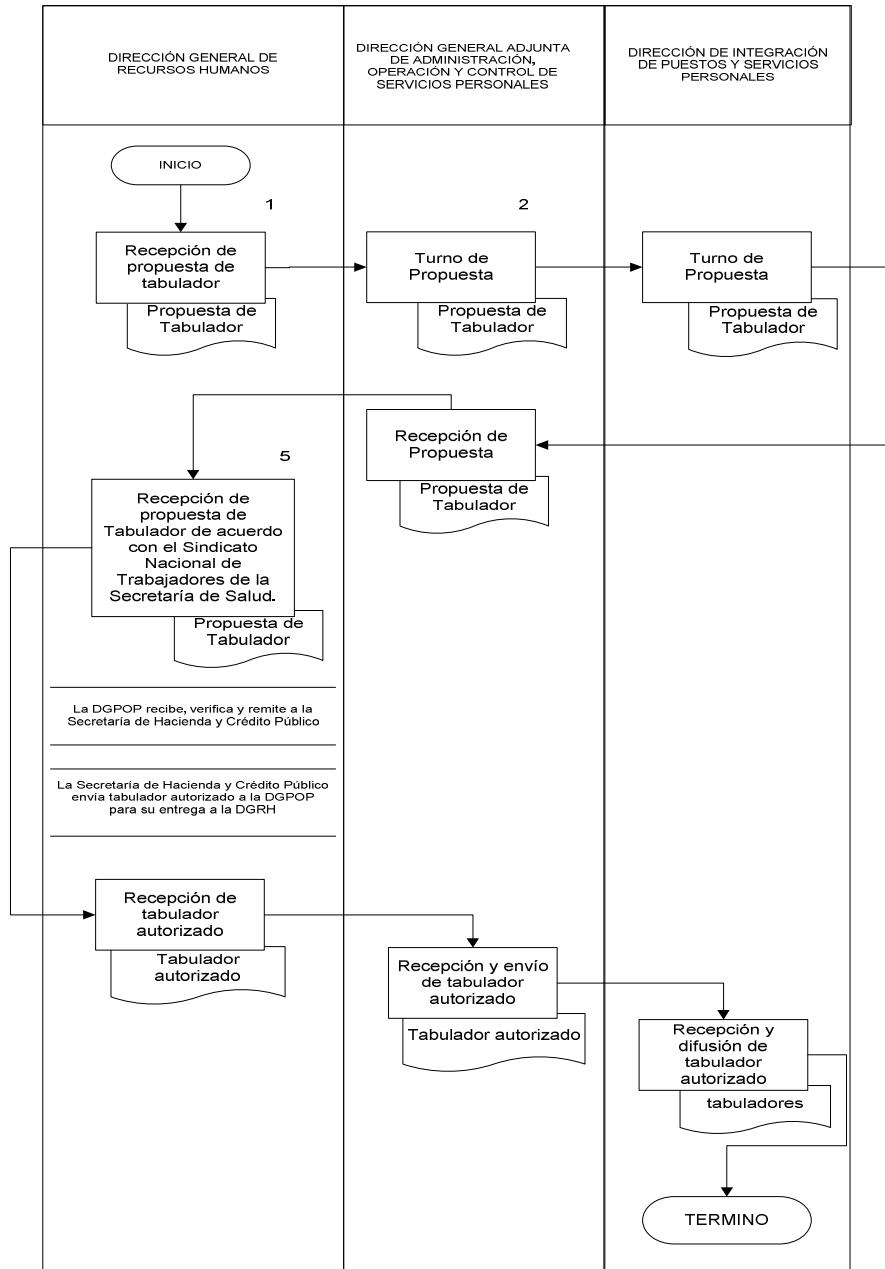 DIRECCIÓN GENERAL DE
RECURSOS HUMANOS
DIRECCIÓN GENERAL ADJUNTA
DE ADMINISTRACIÓN,
OPERACIÓN Y CONTROL DE
SERVICIOS PERSONALES
DIRECCIÓN DE INTEGRACIÓN
DE PUESTOS Y SERVICIOS
PERSONALES
INICIO
1
Recepción de
propuesta de
tabulador
Propuesta de
Tabulador
2
Turno de
Propuesta
Propuesta de
Tabulador
Turno de
Propuesta
Propuesta de
Tabulador
Recepción de
Propuesta
Propuesta de
Tabulador
5
Recepción de
propuesta de
Tabulador de acuerdo
con el Sindicato
Nacional de
Trabajadores de la
Secretaría de Salud.
Propuesta de
Tabulador
La DGPOP recibe, verifica y remite a la
Secretaría de Hacienda y Crédito Público
La Secretaría de Hacienda y Crédito Público
envía tabulador autorizado a la DGPOP
para su entrega a la DGRH
Recepción de
tabulador
autorizado
Tabulador
autorizado
Recepción y envío
de tabulador
autorizado
Tabulador autorizado
Recepción y
difusión de
tabulador
autorizado
tabuladores
TERMINO